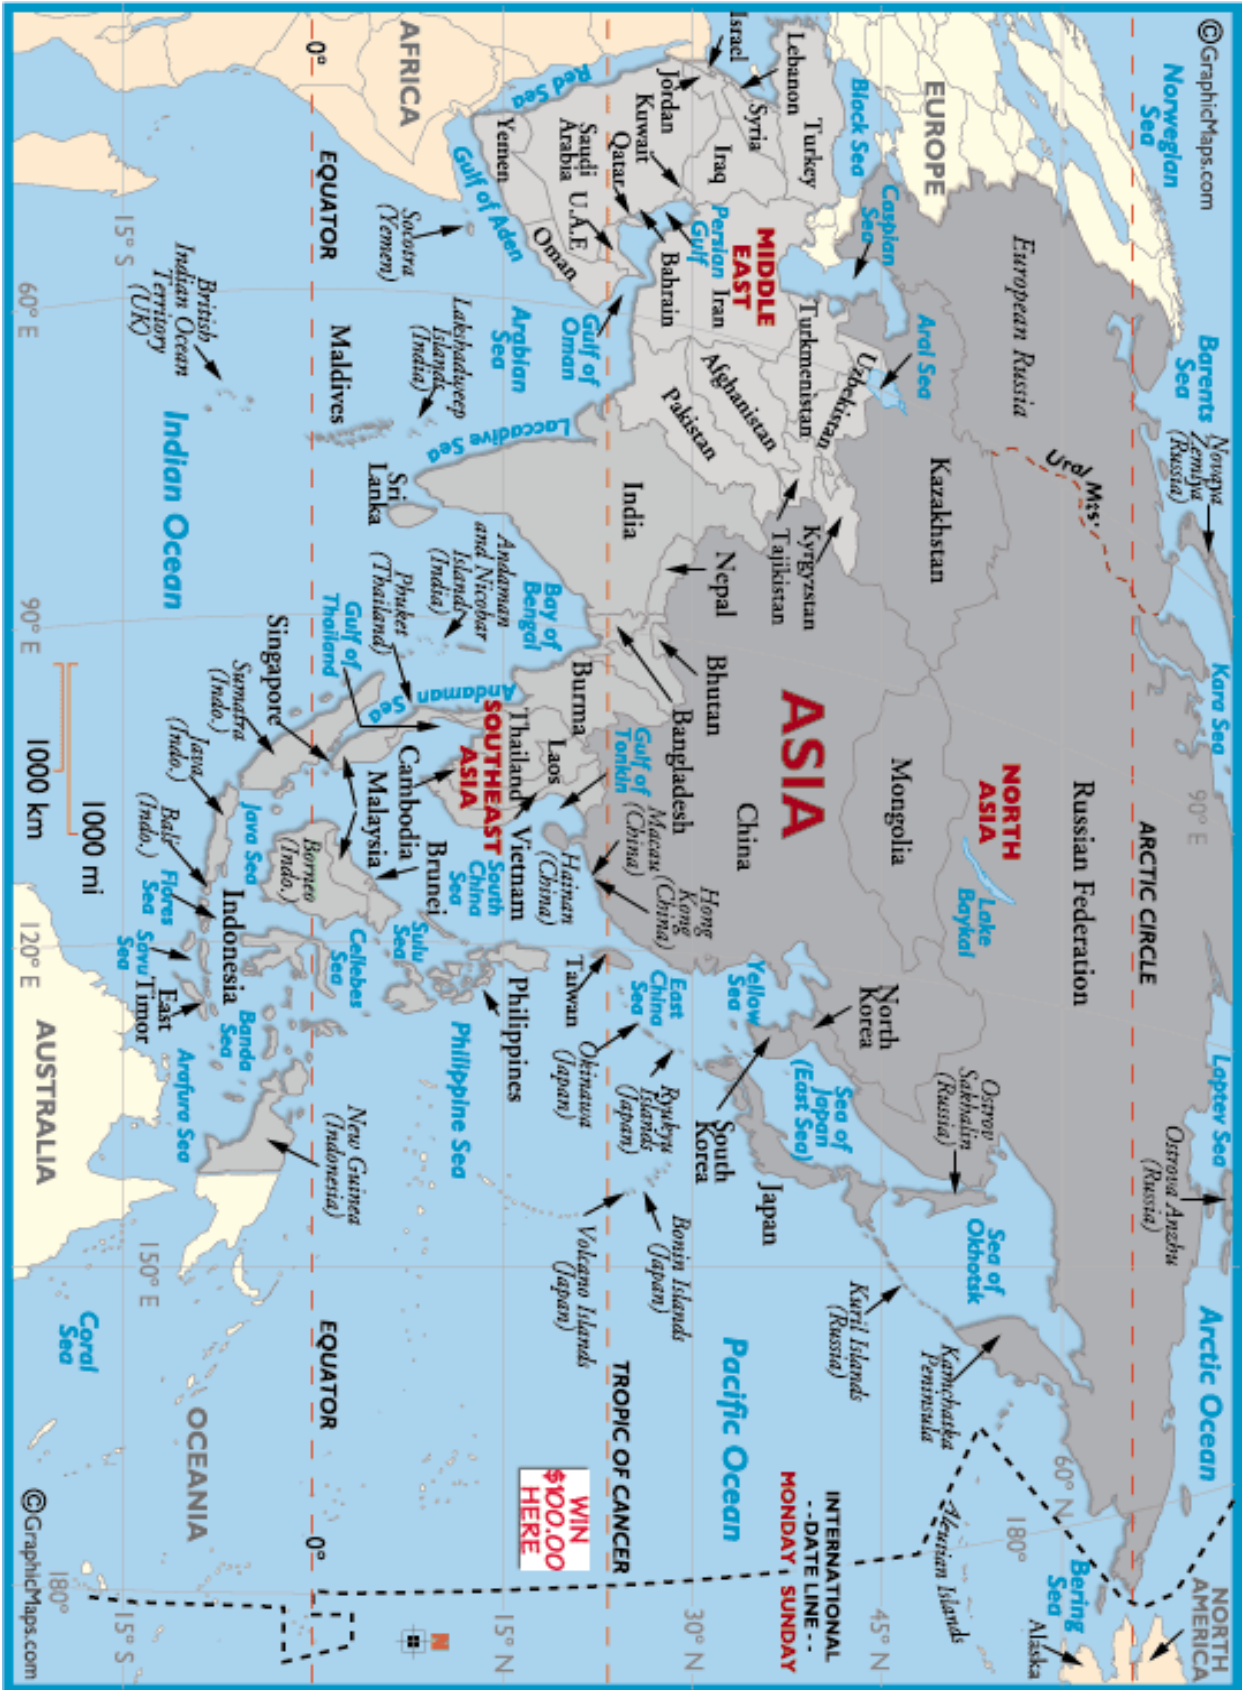 ©GraphicMaps.com
Norwegian
Sea
Barents
Sea
Novaya
Zemlya
(Russia)
Kara Sea
90° E
Laptev Sea
Ostrova Anzhu
(Russia)
Arctic Ocean
NORTH
AMERICA
Alaska
Bering
Sea
ARCTIC CIRCLE
EUROPE
European Russia
Ural Mts.
Russian Federation
NORTH
ASIA
Lake
Baykal
Ostrov
Sakhalin
(Russia)
Sea of
Okhotsk
Kamchatka
Peninsula
60° N
180°
Aleutian Islands
Black Sea
Caspian
Sea
Aral Sea
Kazakhstan
Mongolia
North
Korea
Kuril Islands
(Russia)
45° N
INTERNATIONAL
- - DATE LINE - -
MONDAY SUNDAY
Lebanon
Turkey
Syria
Israel
Jordan
Iraq
Kuwait
MIDDLE
EAST
Iran
Persian
Gulf
Turkmenistan
Uzbekistan
Afghanistan
Pakistan
Kyrgyzstan
Tajikistan
ASIA
China
Yellow
Sea
Sea of
Japan
(East Sea)
South
Korea
Japan
Pacific Ocean
30° N
AFRICA
Red Sea
Saudi
Arabia
Qatar
Bahrain
U.A.E
Yemen
Oman
Gulf of Aden
Gulf of
Oman
India
Nepal
Bhutan
Bangladesh
Hong
Kong
(China)
Macau
(China)
East
China
Sea
Ryukyu
Islands
(Japan)
Okinawa
(Japan)
Bonin Islands
(Japan)
Volcano Islands
(Japan)
TROPIC OF CANCER
WIN
$100.00
HERE
Socotra
(Yemen)
Arabian
Sea
Laccadive Sea
Lakshadweep
Islands
(India)
Bay of
Bengal
Andaman
and Nicobar
Islands
(India)
Burma
Gulf of
Tonkin
Laos
Thailand
Vietnam
Hainan
(China)
Taiwan
SOUTHEAST
ASIA
South
China
Sea
Philippines
Philippine Sea
15° N
N
Sri
Lanka
Phuket
(Thailand)
Andaman
Sea
Gulf of
Thailand
Cambodia
Malaysia
Brunei
Sulu
Sea
Cellebes
Sea
0°
EQUATOR
Maldives
EQUATOR
0°
British
Indian Ocean
Territory
(UK)
Indian Ocean
Singapore
Sumatra
(Indo.)
Java
(Indo.)
Java Sea
Borneo
(Indo.)
Bali
(Indo.)
Flores
Sea
Indonesia
Savu
Sea
East
Timor
Banda
Sea
Arafura Sea
New Guinea
(Indonesia)
OCEANIA
15° S
60° E
90° E
1000 mi
1000 km
120° E
AUSTRALIA
150° E
Coral
Sea
180°
15° S
©GraphicMaps.com